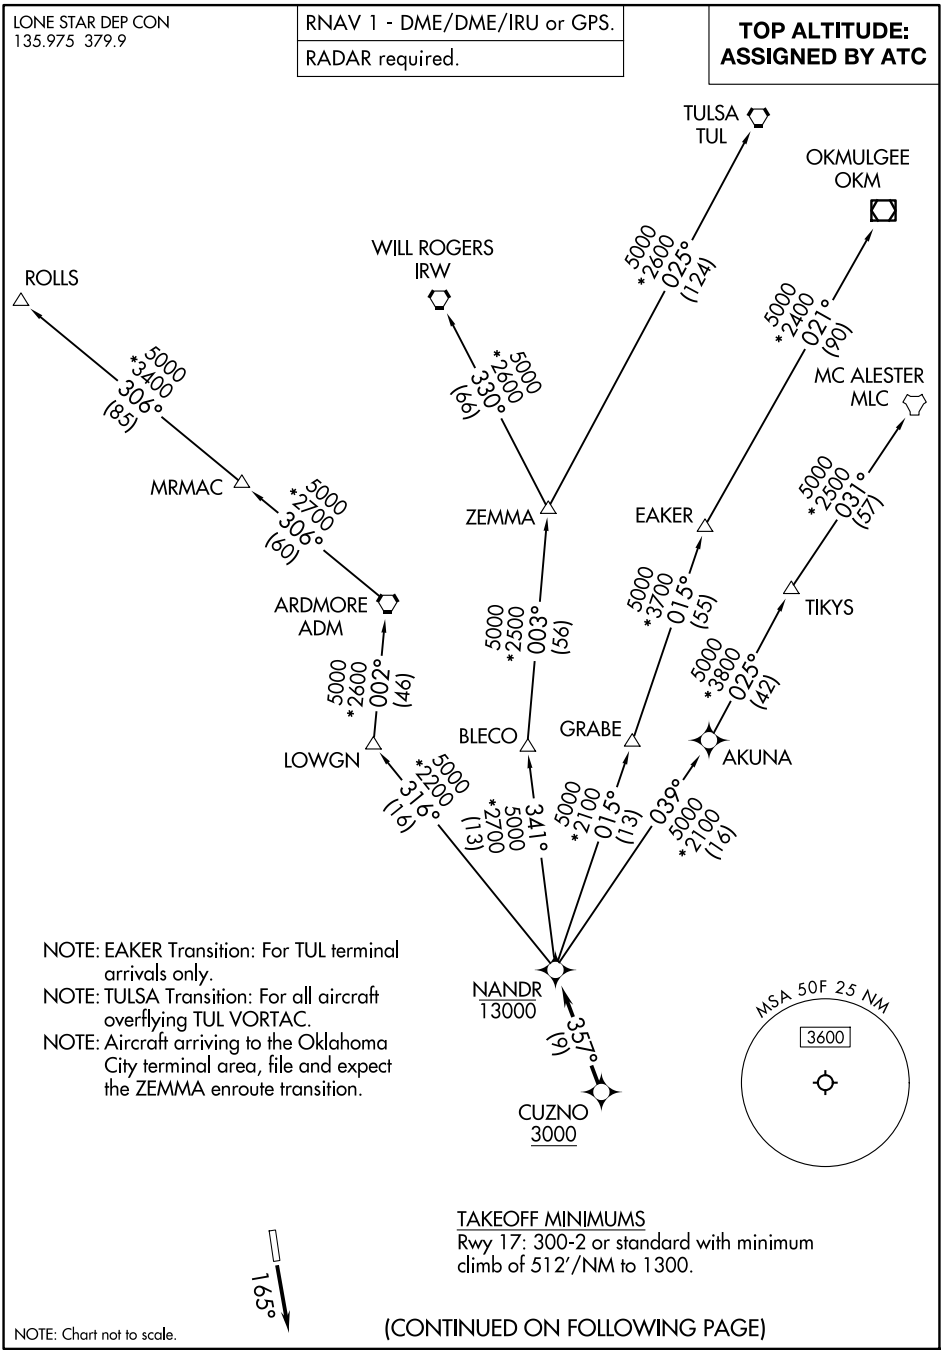 LONE STAR DEP CON
135.975 379.9
RNAV 1 - DME/DME/IRU or GPS.
RADAR required.
TOP ALTITUDE:
ASSIGNED BY ATC
TULSA
TUL
OKMULGEE
OKM
WILL ROGERS
IRW
ROLLS
5000
*2600
025°
(124)
5000
*2400
021°
(90)
5000
*2600
330°
(66)
5000
*3400
306°
(85)
MC ALESTER
MLC
MRMAC
5000
*2700
306°
(60)
ZEMMA
EAKER
5000
*2500
031°
(57)
ARDMORE
ADM
TIKYS
5000
*2500
003°
(56)
5000
*3700
015°
(55)
5000
*3800
025°
(42)
5000
*2600
002°
(46)
LOWGN
BLECO
GRABE
AKUNA
5000
*2200
316°
(16)
341°
5000
*2700
(13)
5000
*2100
015°
(13)
039°
5000
*2100
(16)
NOTE: EAKER Transition: For TUL terminal
arrivals only.
NOTE: TULSA Transition: For all aircraft
overflying TUL VORTAC.
NOTE: Aircraft arriving to the Oklahoma
City terminal area, file and expect
the ZEMMA enroute transition.
NANDR
13000
357°
(9)
CUZNO
3000
MSA 50F 25 NM
3600
TAKEOFF MINIMUMS
Rwy 17: 300-2 or standard with minimum
climb of 512'/NM to 1300.
165°
NOTE: Chart not to scale.
(CONTINUED ON FOLLOWING PAGE)